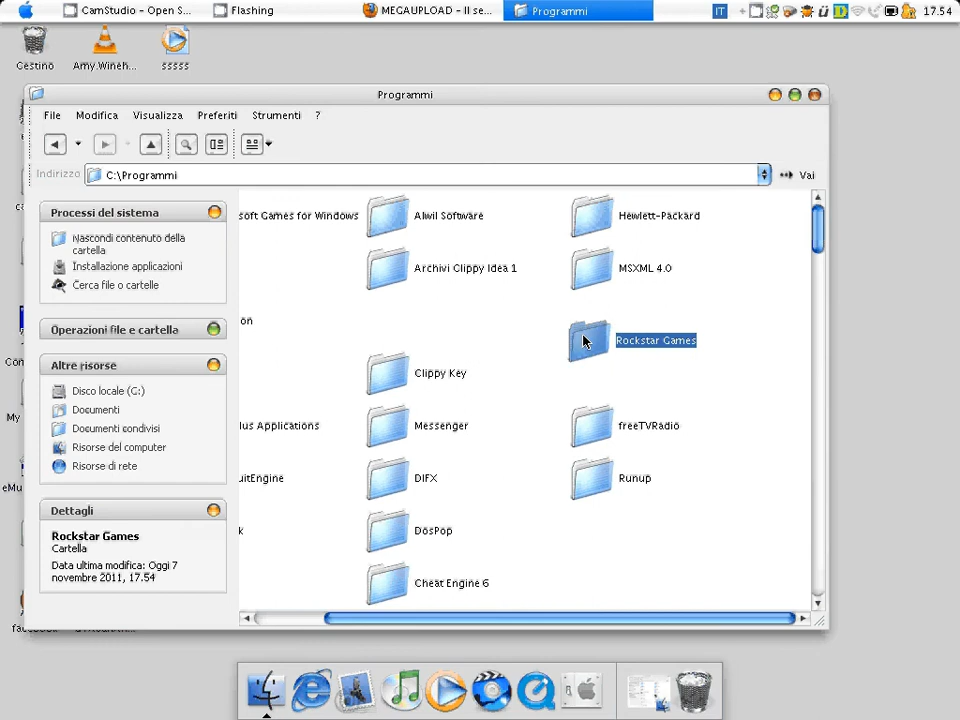 CamStudio - Open S...
Flashing
MEGAUPLOAD - Il se...
Programmi
IT
17.54
Cestino
Amy.Wineh...
sssss
Programmi
File
Modifica
Visualizza
Preferiti
Strumenti
?
Indirizzo
C:\Programmi
Vai
Processi del sistema
Nascondi contenuto della
cartella
Installazione applicazioni
Cerca file o cartelle
Operazioni file e cartella
Altre risorse
Disco locale (C:)
Documenti
Documenti condivisi
Risorse del computer
Risorse di rete
Dettagli
Rockstar Games
Cartella
Data ultima modifica: Oggi 7
novembre 2011, 17.54
soft Games for Windows
Alwil Software
Hewlett-Packard
Archivi Clippy Idea 1
MSXML 4.0
on
Rockstar Games
Clippy Key
lus Applications
Messenger
freeTVRadio
uitEngine
DIFX
Runup
k
DosPop
Cheat Engine 6
My
eMu